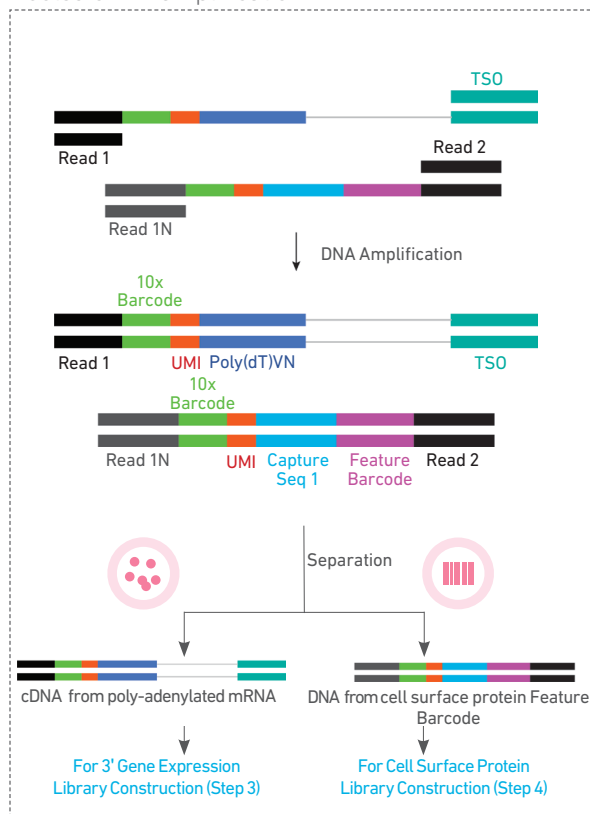 TSO
Read 1
Read 2
Read 1N
DNA Amplification
10x
Barcode
Read 1
UMI
Poly(dT)VN
TSO
10x
Barcode
Read 1N
UMI
Capture
Seq 1
Feature
Barcode
Read 2
Separation
cDNA from poly-adenylated mRNA
DNA from cell surface protein Feature
Barcode
For 3' Gene Expression
Library Construction (Step 3)
For Cell Surface Protein
Library Construction (Step 4)